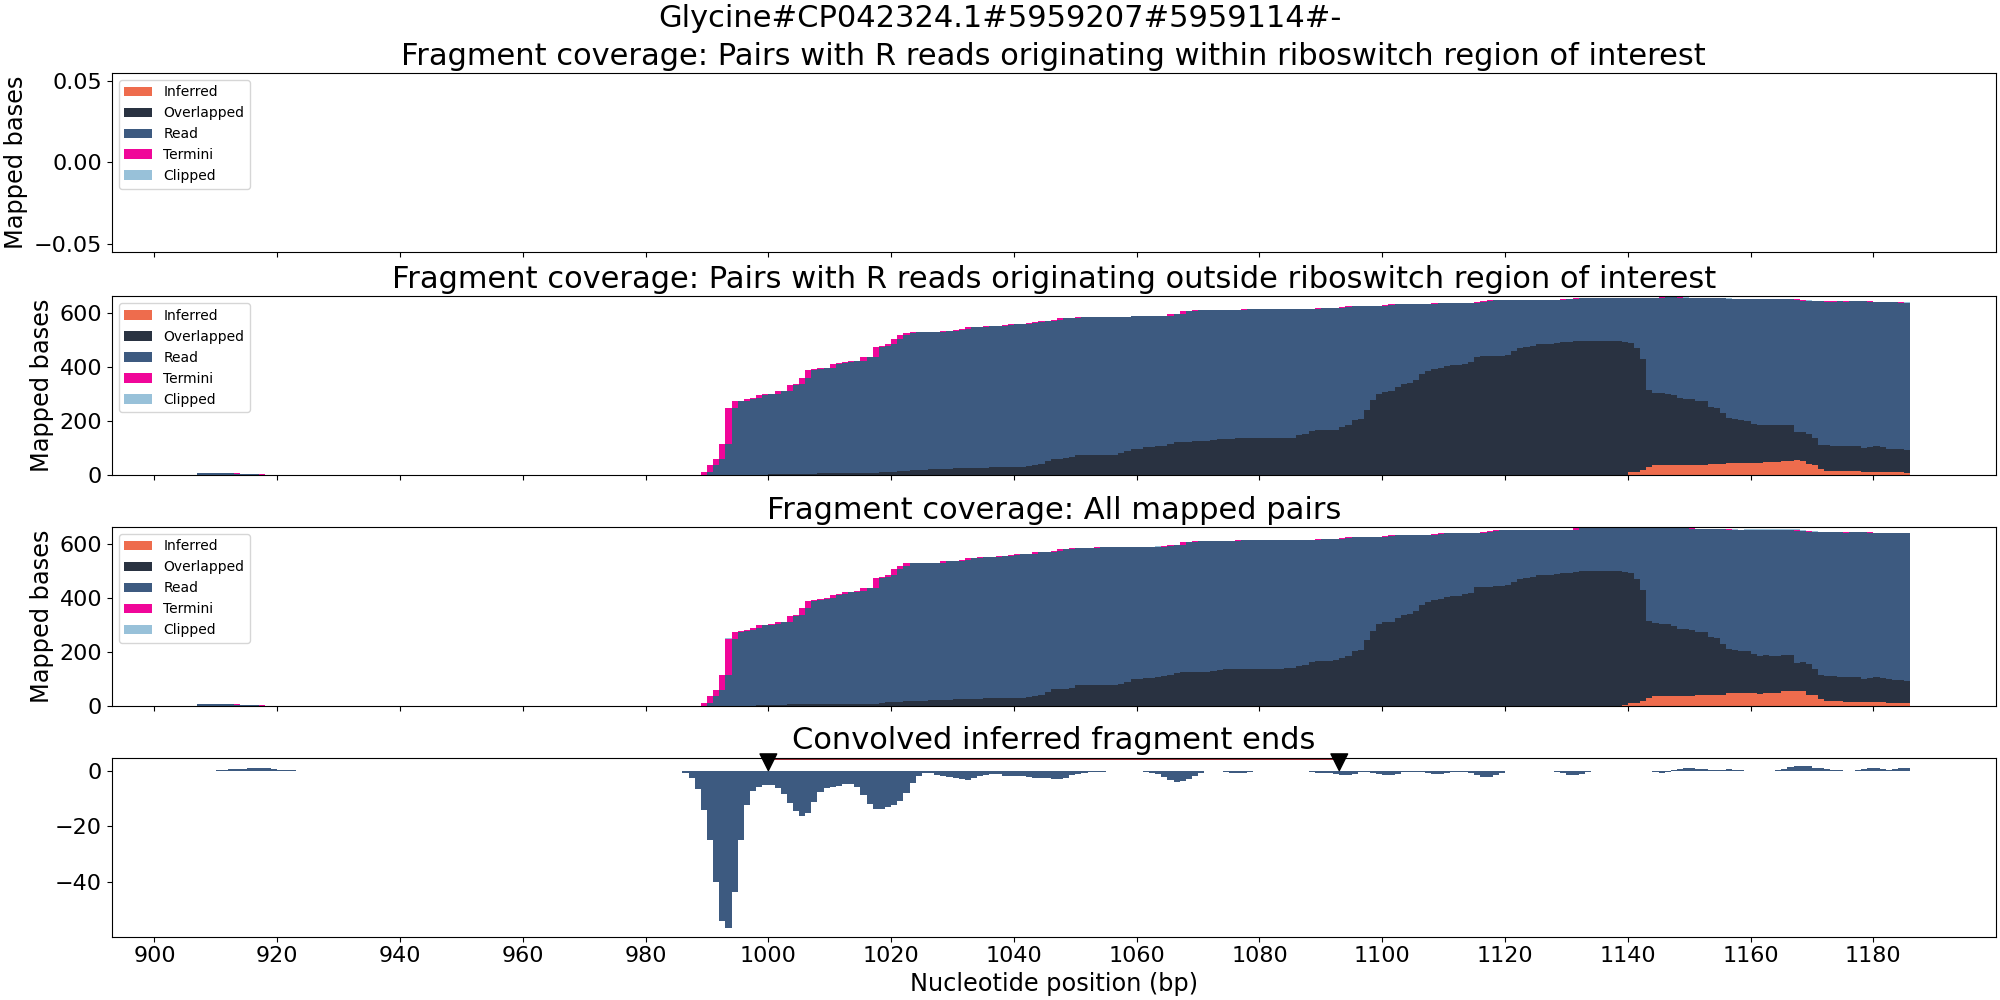 Glycine#CP042324.1#5959207#5959114#-
Fragment coverage: Pairs with R reads originating within riboswitch region of interest
Mapped bases
0.05
0.00
−0.05
Inferred
Overlapped
Read
Termini
Clipped
Fragment coverage: Pairs with R reads originating outside riboswitch region of interest
Mapped bases
600
400
200
0
Inferred
Overlapped
Read
Termini
Clipped
Fragment coverage: All mapped pairs
Mapped bases
600
400
200
0
Inferred
Overlapped
Read
Termini
Clipped
Convolved inferred fragment ends
0
−20
−40
900 920 940 960 980 1000 1020 1040 1060 1080 1100 1120 1140 1160 1180
Nucleotide position (bp)